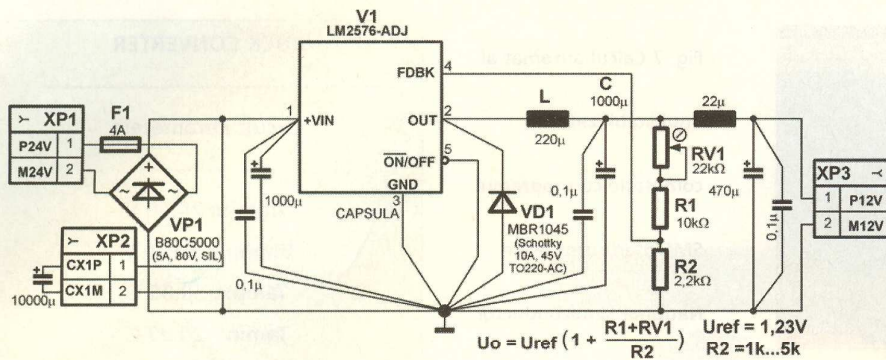 V1
LM2576-ADJ
FDBK
4
C
1000µ
22µ
XP1
F1
4A
P24V 1
M24V 2
1
+VIN
OUT
2
L
220µ
ON/OFF
5
GND
3
CAPSULA
1000µ
0,1µ
VP1
B80C5000
(5A, 80V, SIL)
XP2
CX1P 1
CX1M 2
10000µ
VD1
MBR1045
(Schottky
10A, 45V
TO220-AC)
0,1µ
RV1
22kΩ
R1
10kΩ
R2
2,2kΩ
470µ
0,1µ
XP3
1 P12V
2 M12V
Uo = Uref (1 + R1+RV1 / R2)
Uref = 1,23V
R2 =1k...5k